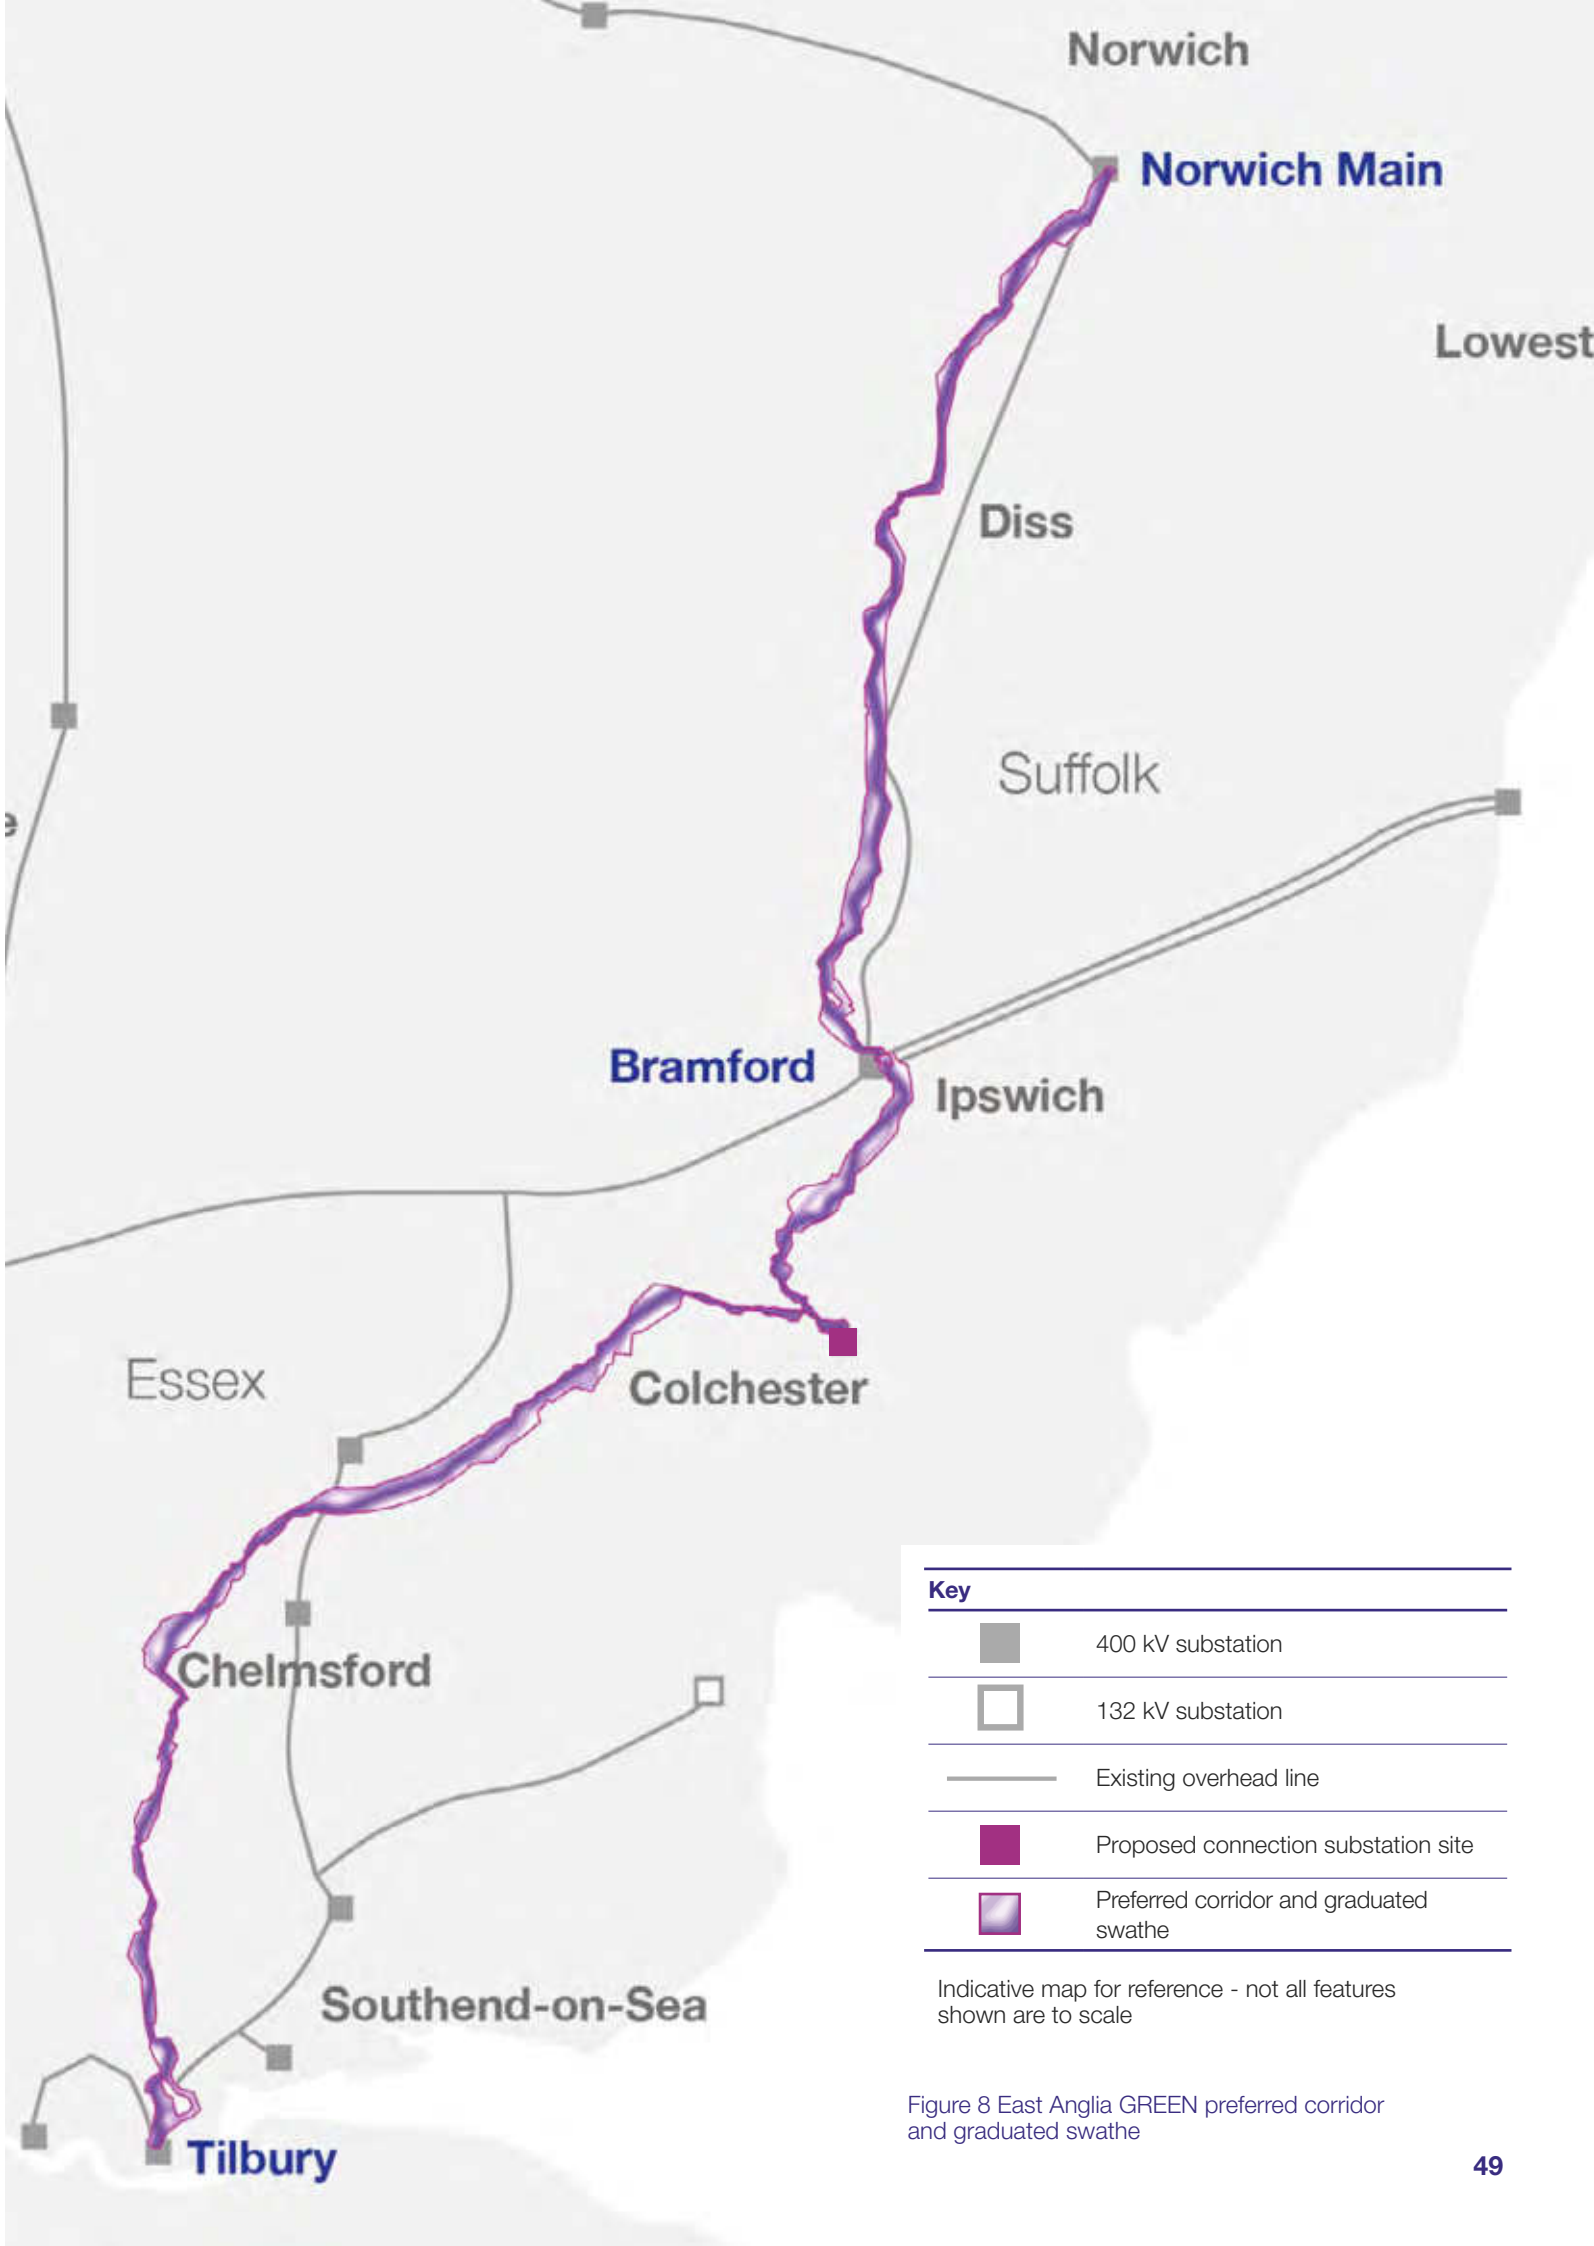 Norwich
Norwich Main
Lowest
Diss
Suffolk
e
Bramford
Ipswich
Essex
Colchester
Chelmsford
Southend-on-Sea
Tilbury
Key
400 kV substation
132 kV substation
Existing overhead line
Proposed connection substation site
Preferred corridor and graduated
swathe
Indicative map for reference - not all features
shown are to scale
Figure 8 East Anglia GREEN preferred corridor
and graduated swathe
49